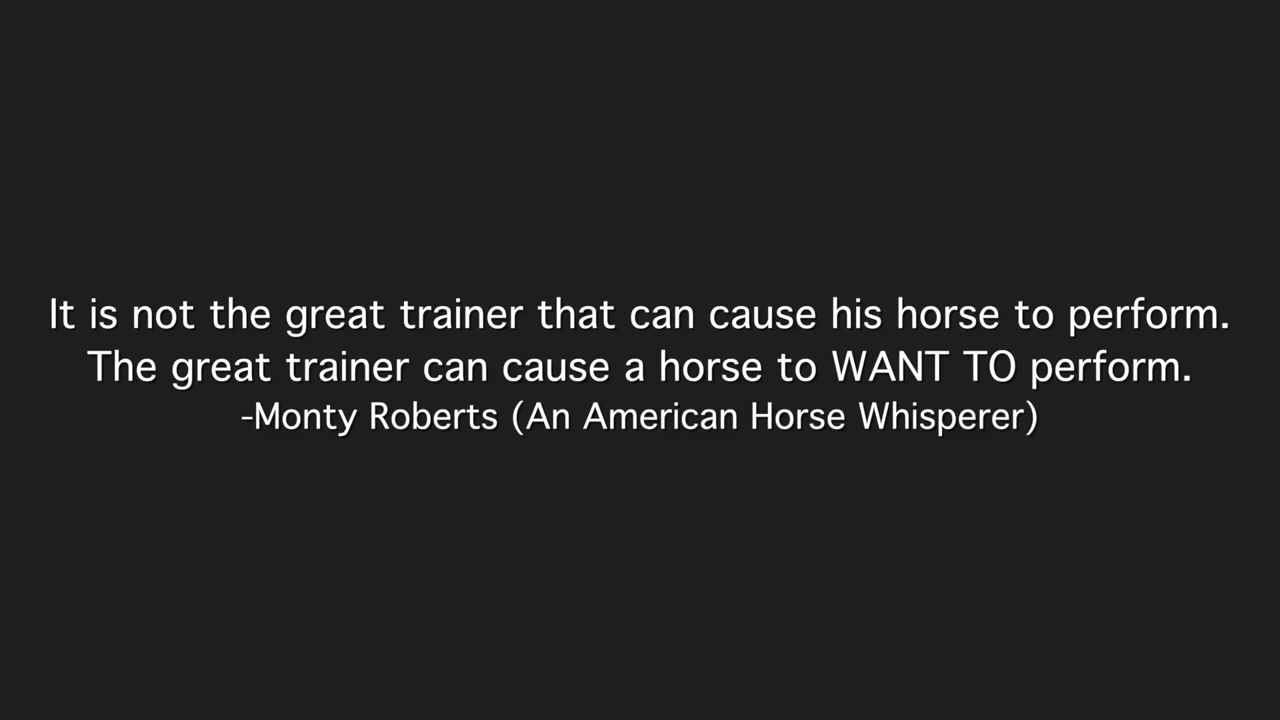 It is not the great trainer that can cause his horse to perform.
The great trainer can cause a horse to WANT TO perform.
-Monty Roberts (An American Horse Whisperer)